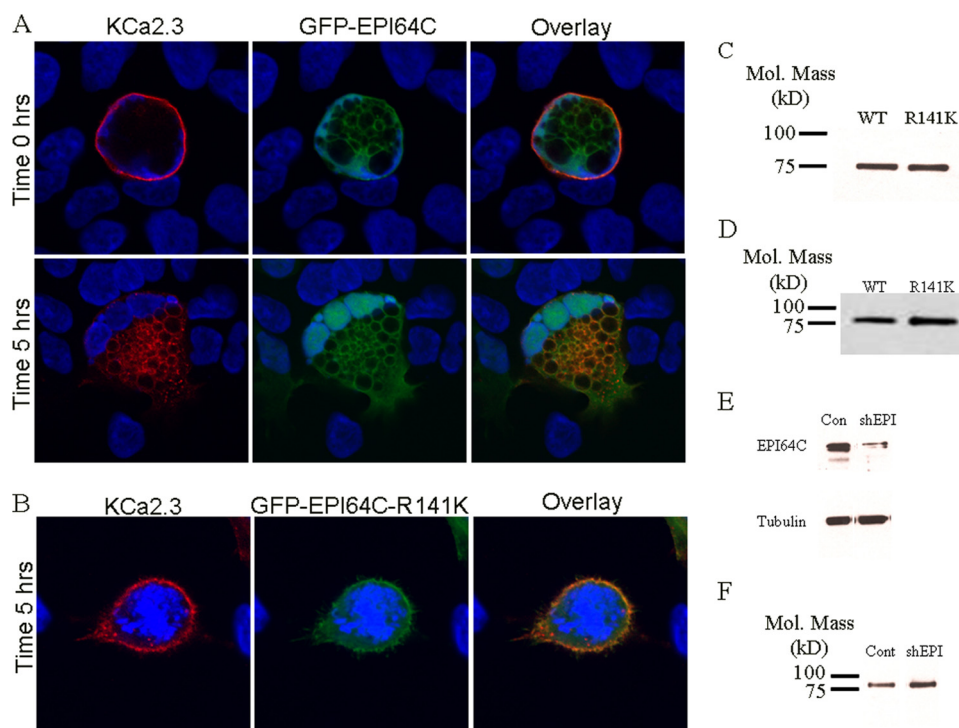 A
KCa2.3
GFP-EPI64C
Overlay
Time 0 hrs
Time 5 hrs
B
KCa2.3
GFP-EPI64C-R141K
Overlay
Time 5 hrs
C
Mol. Mass
(kD)
WT R141K
100
75
D
Mol. Mass
(kD)
WT R141K
100
75
E
Con shEPI
EPI64C
Tubulin
F
Mol. Mass
(kD)
Cont shEPI
100
75